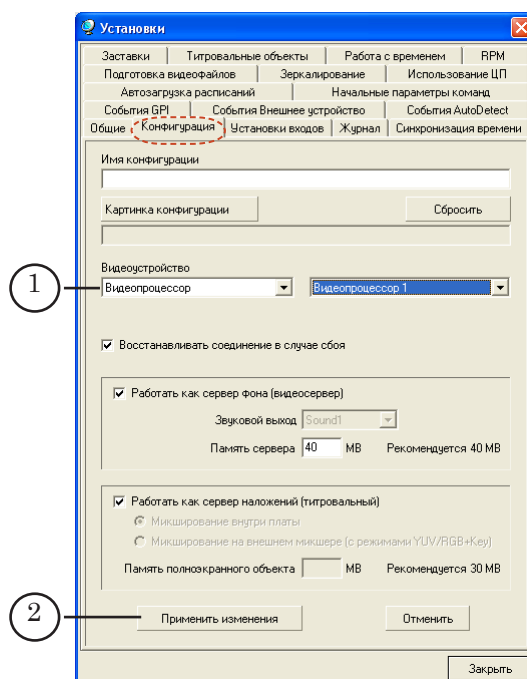 Установки
Заставки Титровальные объекты Работа с временем RPM
Подготовка видеофайлов Зеркалирование Использование ЦП
Автозагрузка расписаний Начальные параметры команд
События GPI События Внешнее устройство События AutoDetect
Общие Конфигурация Установки входов Журнал Синхронизация времени
Имя конфигурации
Картинка конфигурации Сбросить
Видеоустройство
1 Видеопроцессор Видеопроцессор 1
Восстанавливать соединение в случае сбоя
Работать как сервер фона (видеосервер)
Звуковой выход Sound1
Память сервера 40 MB Рекомендуется 40 MB
Работать как сервер наложений (титровальный)
Микширование внутри платы
Микширование на внешнем микшере (с режимами YUV/RGB+Key)
Память полноэкранного объекта MB Рекомендуется 30 MB
2 Применить изменения Отменить
Закрыть